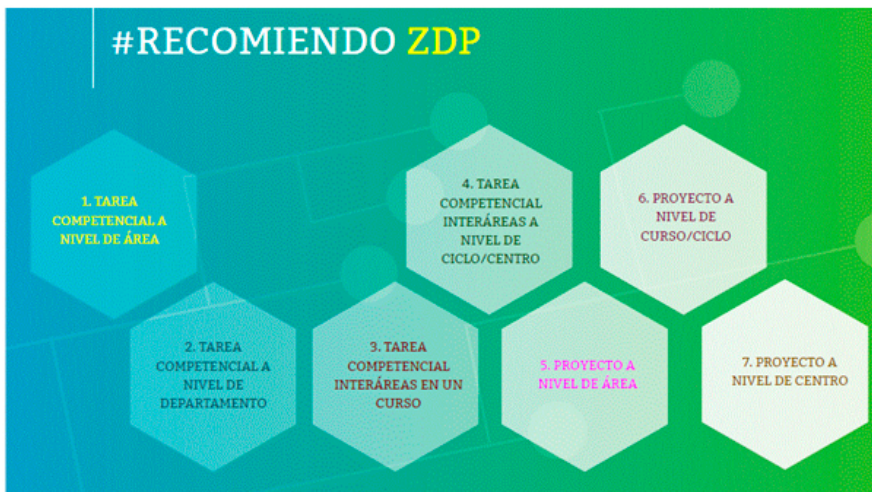 #RECOMIENDO ZDP
1. TAREA
COMPETENCIAL A
NIVEL DE ÁREA
2. TAREA
COMPETENCIAL A
NIVEL DE
DEPARTAMENTO
3. TAREA
COMPETENCIAL
INTERÁREAS EN UN
CURSO
4. TAREA
COMPETENCIAL
INTERÁREAS A
NIVEL DE
CICLO/CENTRO
5. PROYECTO A
NIVEL DE ÁREA
6. PROYECTO A
NIVEL DE
CURSO/CICLO
7. PROYECTO A
NIVEL DE CENTRO